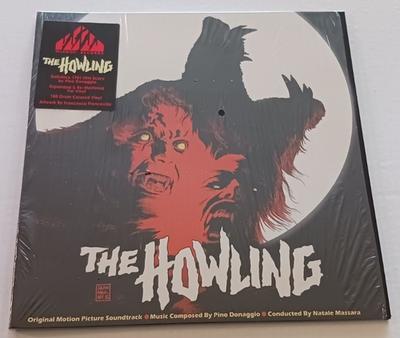 THE HOWLING
Definitive 1981 Film Score
by Pino Donaggio
Expanded & Re-Mastered
For Vinyl
180 Gram Colored Vinyl
Artwork By Francesco Francavilla
THE HOWLING
Original Motion Picture Soundtrack • Music Composed By Pino Donaggio • Conducted By Natale Massara